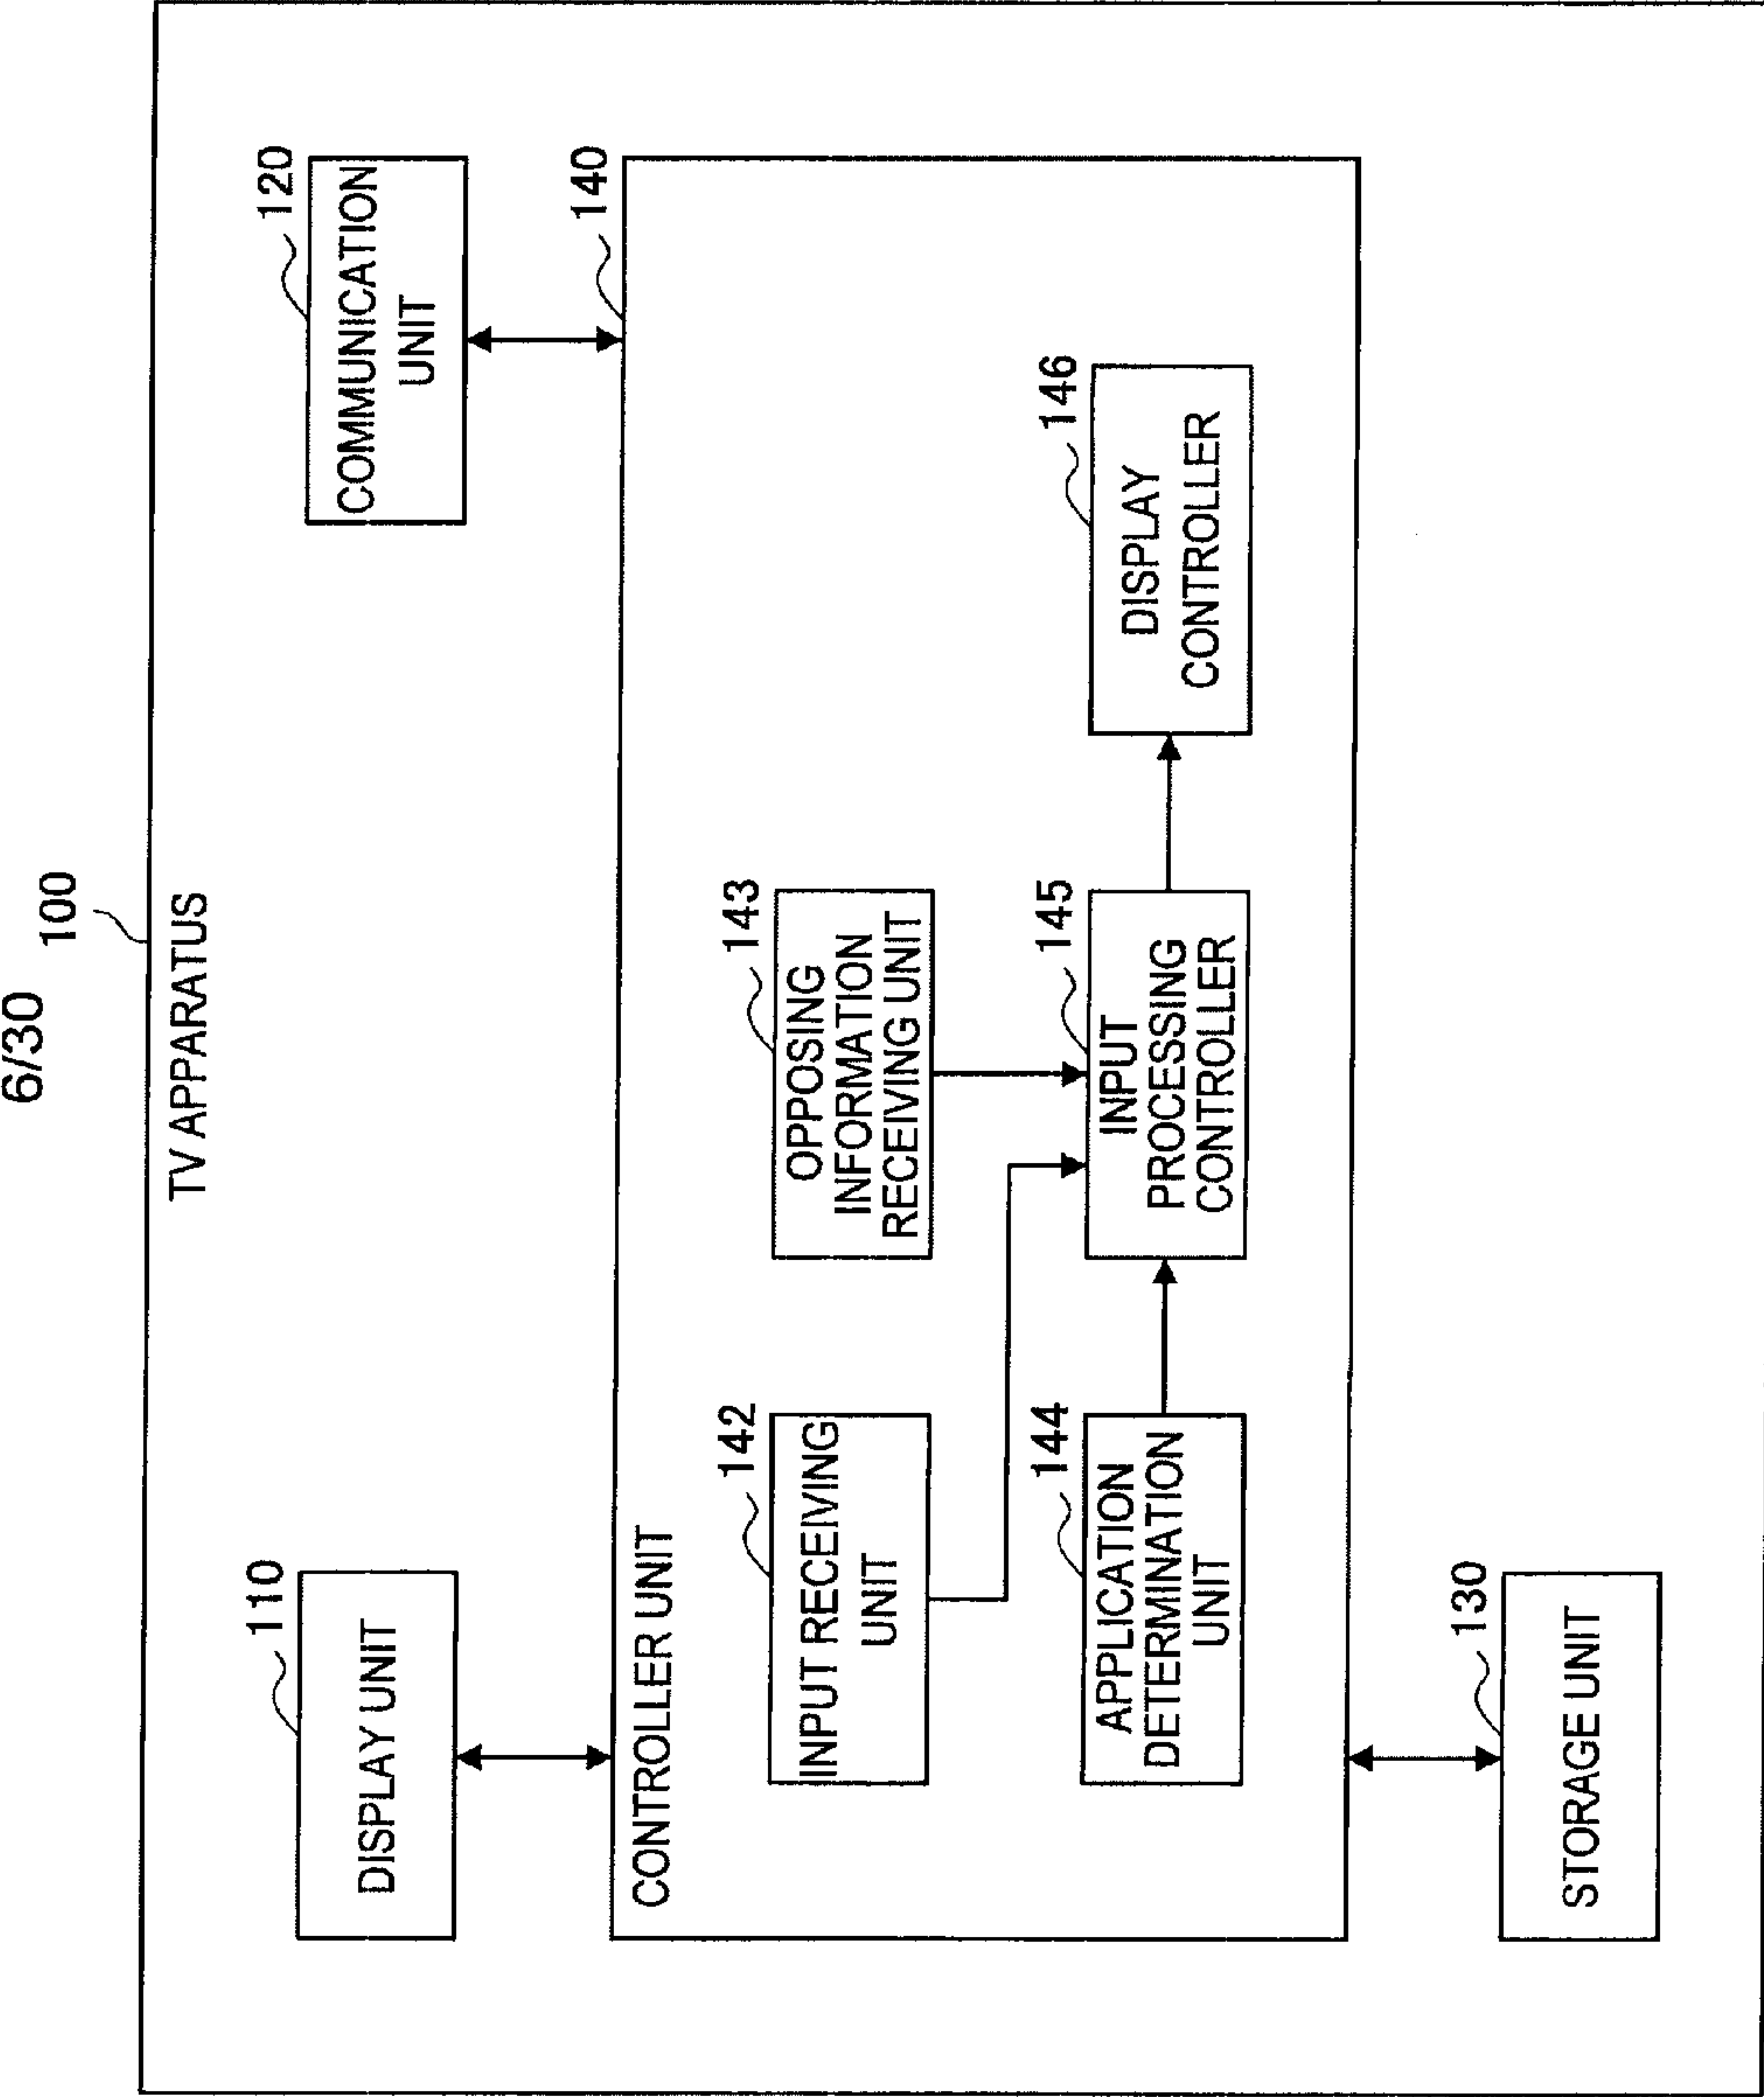 6/30
100
TV APPARATUS
110
DISPLAY UNIT
120
COMMUNICATION
UNIT
140
CONTROLLER UNIT
142
INPUT RECEIVING
UNIT
143
OPPOSING
INFORMATION
RECEIVING UNIT
144
APPLICATION
DETERMINATION
UNIT
145
INPUT
PROCESSING
CONTROLLER
146
DISPLAY
CONTROLLER
130
STORAGE UNIT